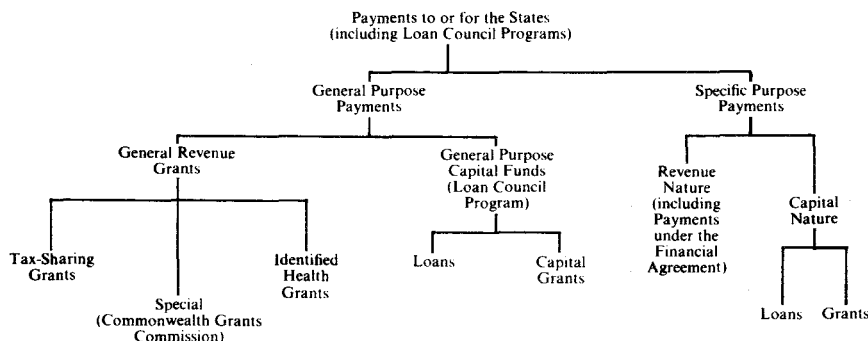 Payments to or for the States
(including Loan Council Programs)
General Purpose
Payments
Specific Purpose
Payments
General Revenue
Grants
General Purpose
Capital Funds
(Loan Council
Program)
Revenue
Nature
(including
Payments
under the
Financial
Agreement)
Capital
Nature
Tax-Sharing
Grants
Special
(Commonwealth Grants
Commission)
Identified
Health
Grants
Loans
Capital
Grants
Loans
Grants